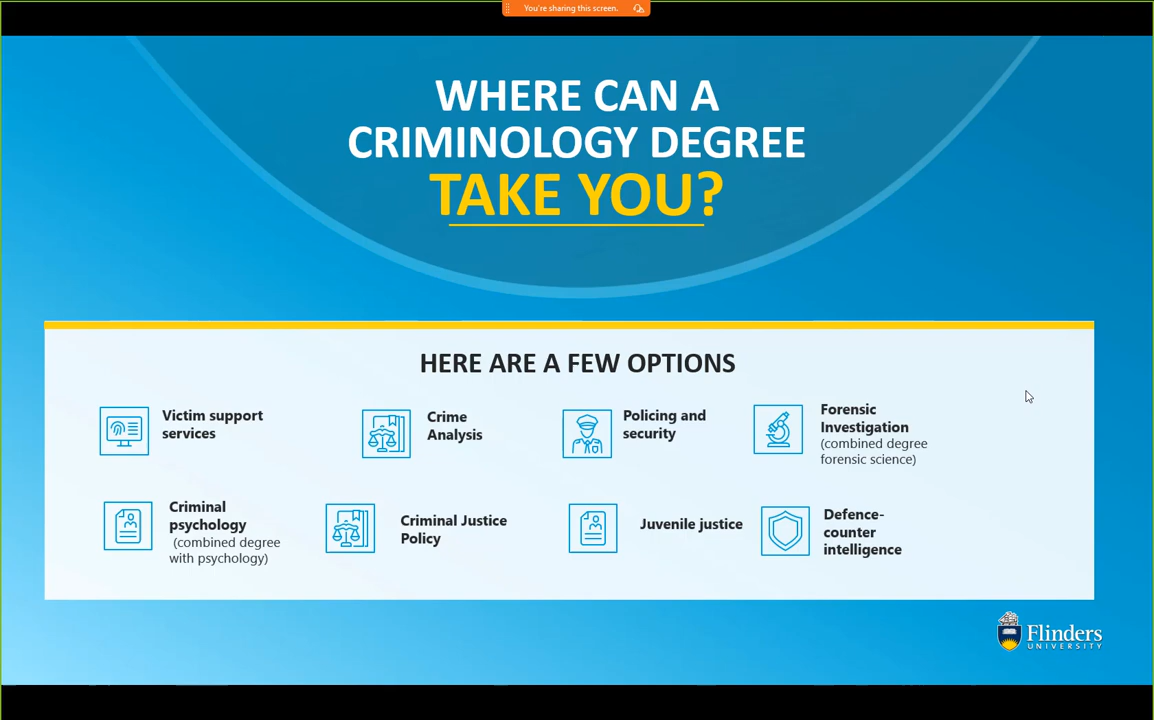 You're sharing this screen.
WHERE CAN A
CRIMINOLOGY DEGREE
TAKE YOU?
HERE ARE A FEW OPTIONS
Victim support
services
Crime
Analysis
Policing and
security
Forensic
Investigation
(combined degree
forensic science)
Criminal
psychology
(combined degree
with psychology)
Criminal Justice
Policy
Juvenile justice
Defence-
counter
intelligence
Flinders
UNIVERSITY